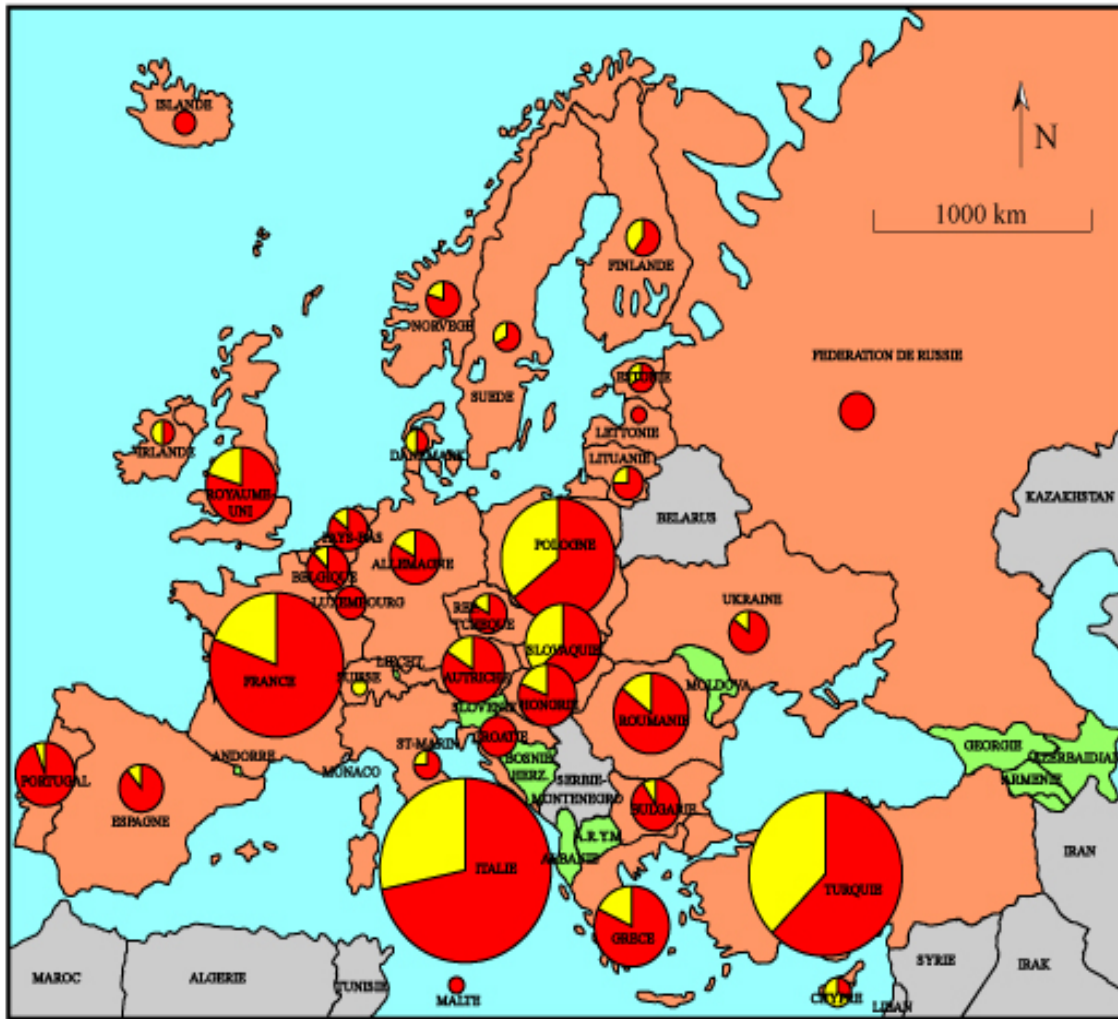 ISLANDE
N
1000 km
FINLANDE
NORVEGE
FEDERATION DE RUSSIE
ESTONIE
SUEDE
LETTONIE
IRLANDE
DANEMARK
LITUANIE
ROYAUME-
UNI
KAZAKHSTAN
BELARUS
PAYS-BAS
POLOGNE
ALLEMAGNE
BELGIQUE
LUXEMBOURG
UKRAINE
REP.
TCHEQUE
SLOVAQUIE
LIECHT.
SUISSE
AUTRICHE
FRANCE
MOLDOVA
HONGRIE
SLOVENIE
ROUMANIE
CROATIE
ST-MARIN
ANDORRE
MONACO
BOSNIE
HERZ.
GEORGIE
AZERBAIDJAN
ARMENIE
PORTUGAL
SERBIE-
MONTENEGRO
ESPAGNE
BULGARIE
A.R.Y.M.
ALBANIE
IRAN
ITALIE
TURQUIE
GRECE
MAROC
ALGERIE
TUNISIE
MALTE
SYRIE
IRAK
CHYPRE
LIBAN